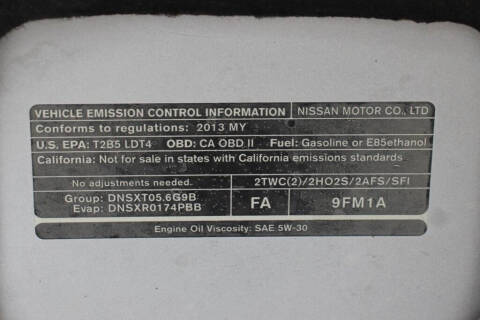 VEHICLE EMISSION CONTROL INFORMATION NISSAN MOTOR CO., LTD
Conforms to regulations: 2013 MY
U.S. EPA: T2B5 LDT4 OBD: CA OBD II Fuel: Gasoline or E85ethanol
California: Not for sale in states with California emissions standards
No adjustments needed. 2TWC(2)/2HO2S/2AFS/SFI
Group: DNSXT05.6G9B
Evap: DNSXR0174PBB FA 9FM1A
Engine Oil Viscosity: SAE 5W-30